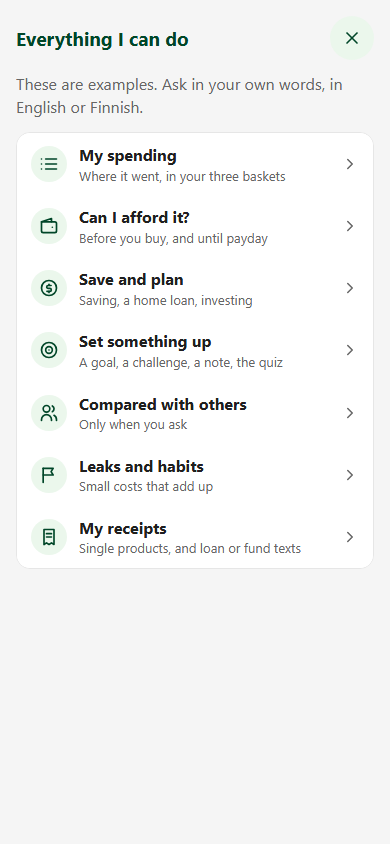 Everything I can do
These are examples. Ask in your own words, in
English or Finnish.
My spending
Where it went, in your three baskets
Can I afford it?
Before you buy, and until payday
Save and plan
Saving, a home loan, investing
Set something up
A goal, a challenge, a note, the quiz
Compared with others
Only when you ask
Leaks and habits
Small costs that add up
My receipts
Single products, and loan or fund texts